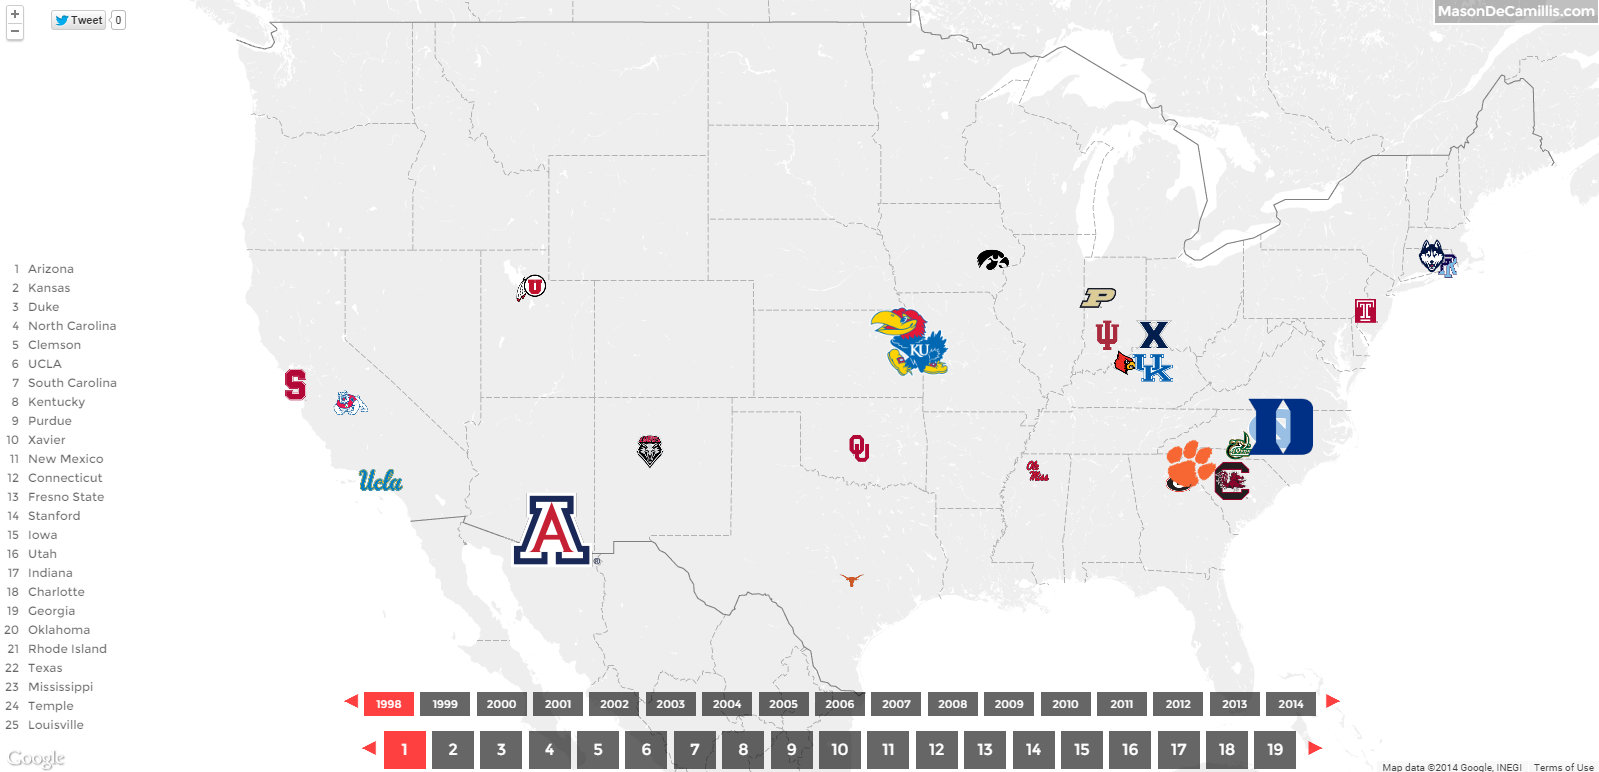 +
Tweet 0
−
MasonDeCamillis.com
1 Arizona
2 Kansas
3 Duke
4 North Carolina
5 Clemson
6 UCLA
7 South Carolina
8 Kentucky
9 Purdue
10 Xavier
11 New Mexico
12 Connecticut
13 Fresno State
14 Stanford
15 Iowa
16 Utah
17 Indiana
18 Charlotte
19 Georgia
20 Oklahoma
21 Rhode Island
22 Texas
23 Mississippi
24 Temple
25 Louisville
U
P
IU
X
KU
UK
T
R
S
D
OU
Ole
Miss
Ucla
C
G
A
®
1998 1999 2000 2001 2002 2003 2004 2005 2006 2007 2008 2009 2010 2011 2012 2013 2014
1 2 3 4 5 6 7 8 9 10 11 12 13 14 15 16 17 18 19
Google
Map data ©2014 Google, INEGI Terms of Use